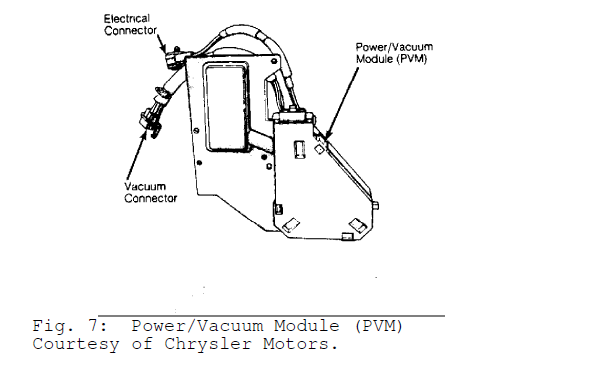 Electrical
Connector
Power/Vacuum
Module (PVM)
Vacuum
Connector
Fig. 7:  Power/Vacuum Module (PVM)
Courtesy of Chrysler Motors.